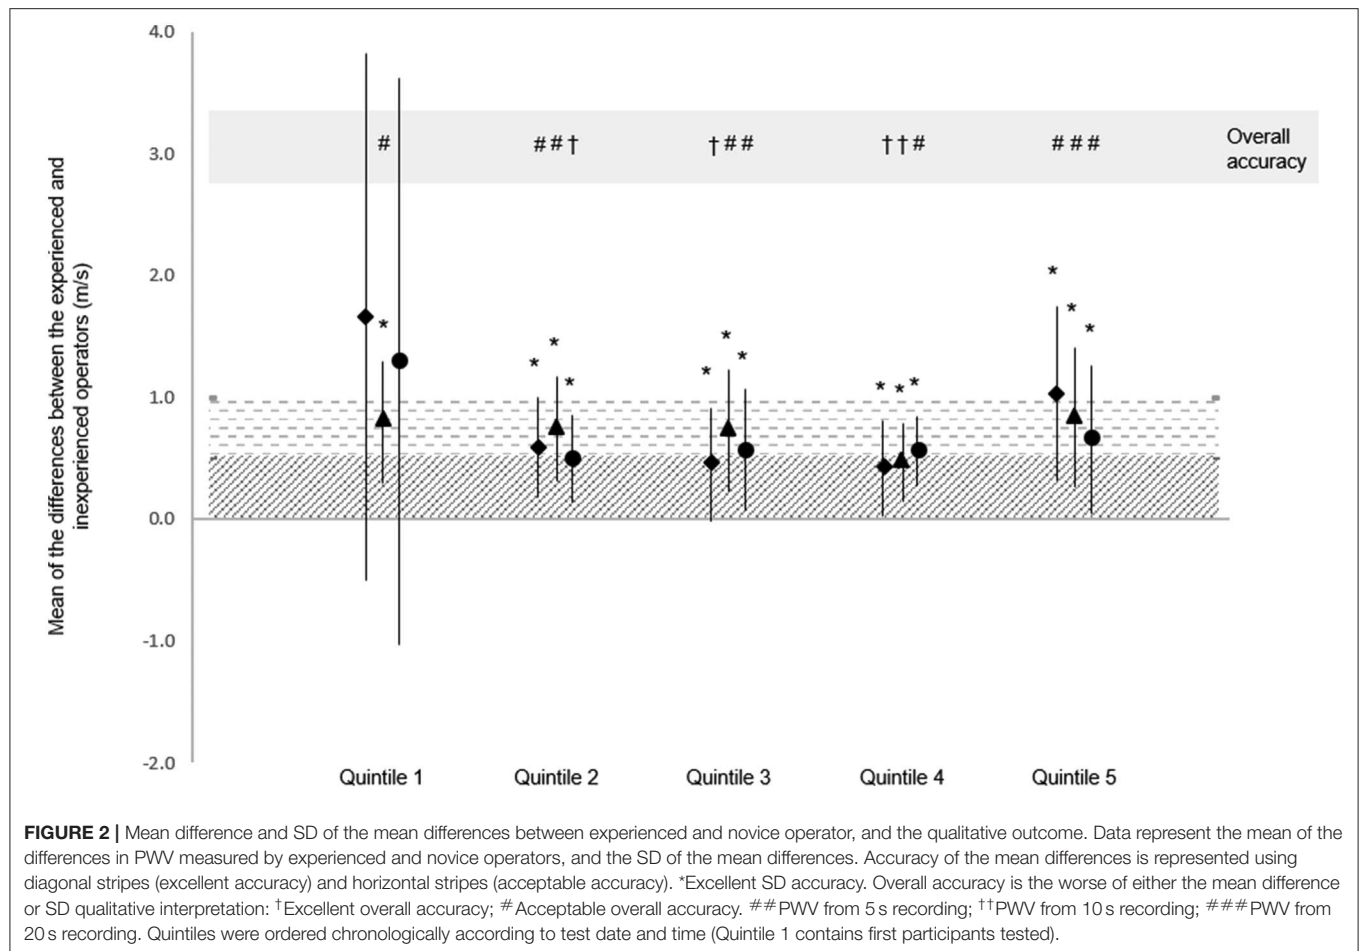 4.0
3.0
2.0
1.0
0.0
-1.0
-2.0
Mean of the differences between the experienced and
inexperienced operators (m/s)
# ##† †## ††# ###
Overall
accuracy
*
* * *
* * *
* * *
* * *
Quintile 1 Quintile 2 Quintile 3 Quintile 4 Quintile 5
FIGURE 2 | Mean difference and SD of the mean differences between experienced and novice operator, and the qualitative outcome. Data represent the mean of the
differences in PWV measured by experienced and novice operators, and the SD of the mean differences. Accuracy of the mean differences is represented using
diagonal stripes (excellent accuracy) and horizontal stripes (acceptable accuracy). *Excellent SD accuracy. Overall accuracy is the worse of either the mean difference
or SD qualitative interpretation: †Excellent overall accuracy; #Acceptable overall accuracy. ##PWV from 5 s recording; ††PWV from 10 s recording; ###PWV from
20 s recording. Quintiles were ordered chronologically according to test date and time (Quintile 1 contains first participants tested).